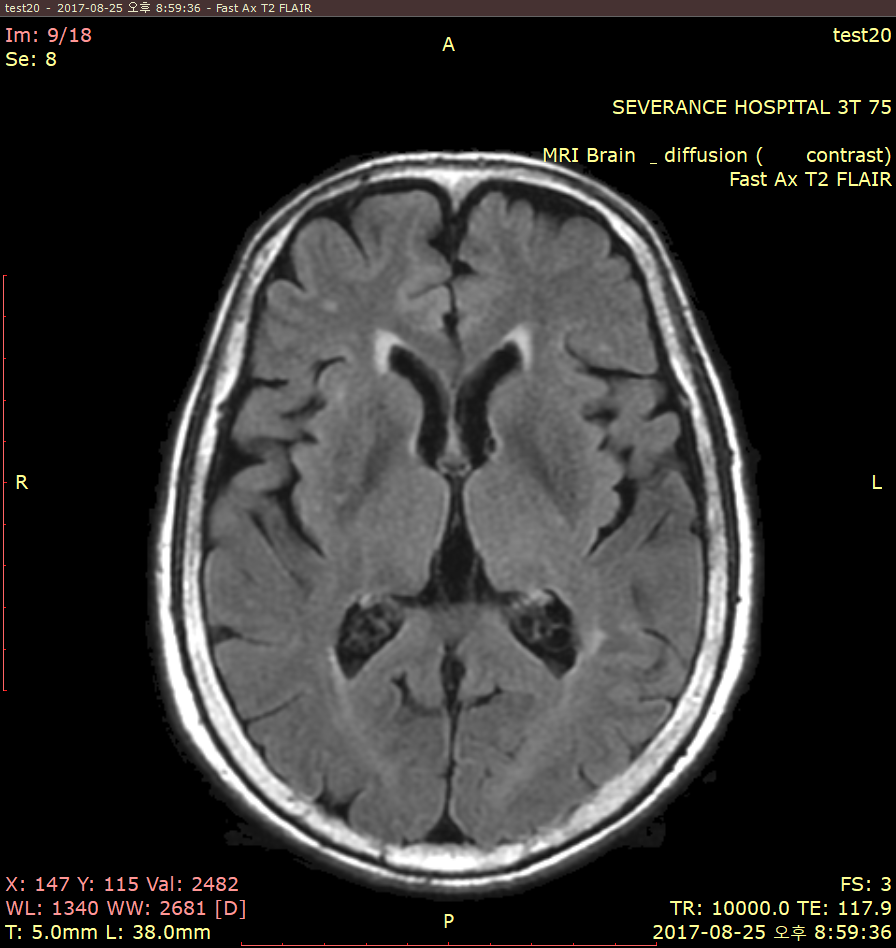 test20 - 2017-08-25 오후 8:59:36 - Fast Ax T2 FLAIR
Im: 9/18
Se: 8
A
test20
SEVERANCE HOSPITAL 3T 75
MRI Brain _ diffusion ( contrast)
Fast Ax T2 FLAIR
R
L
X: 147 Y: 115 Val: 2482
WL: 1340 WW: 2681 [D]
T: 5.0mm L: 38.0mm
P
FS: 3
TR: 10000.0 TE: 117.9
2017-08-25 오후 8:59:36